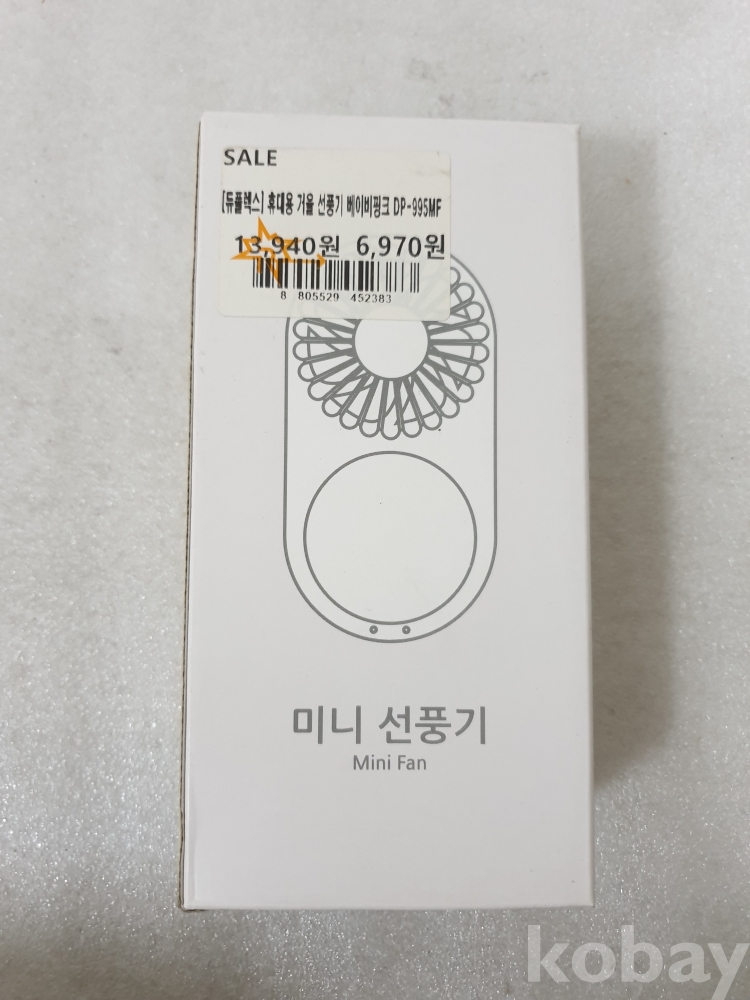 SALE
[듀플렉스] 휴대용 거울 선풍기 베이비핑크 DP-995MF
13,940원 6,970원
8 805529 452383
미니 선풍기
Mini Fan
kobay